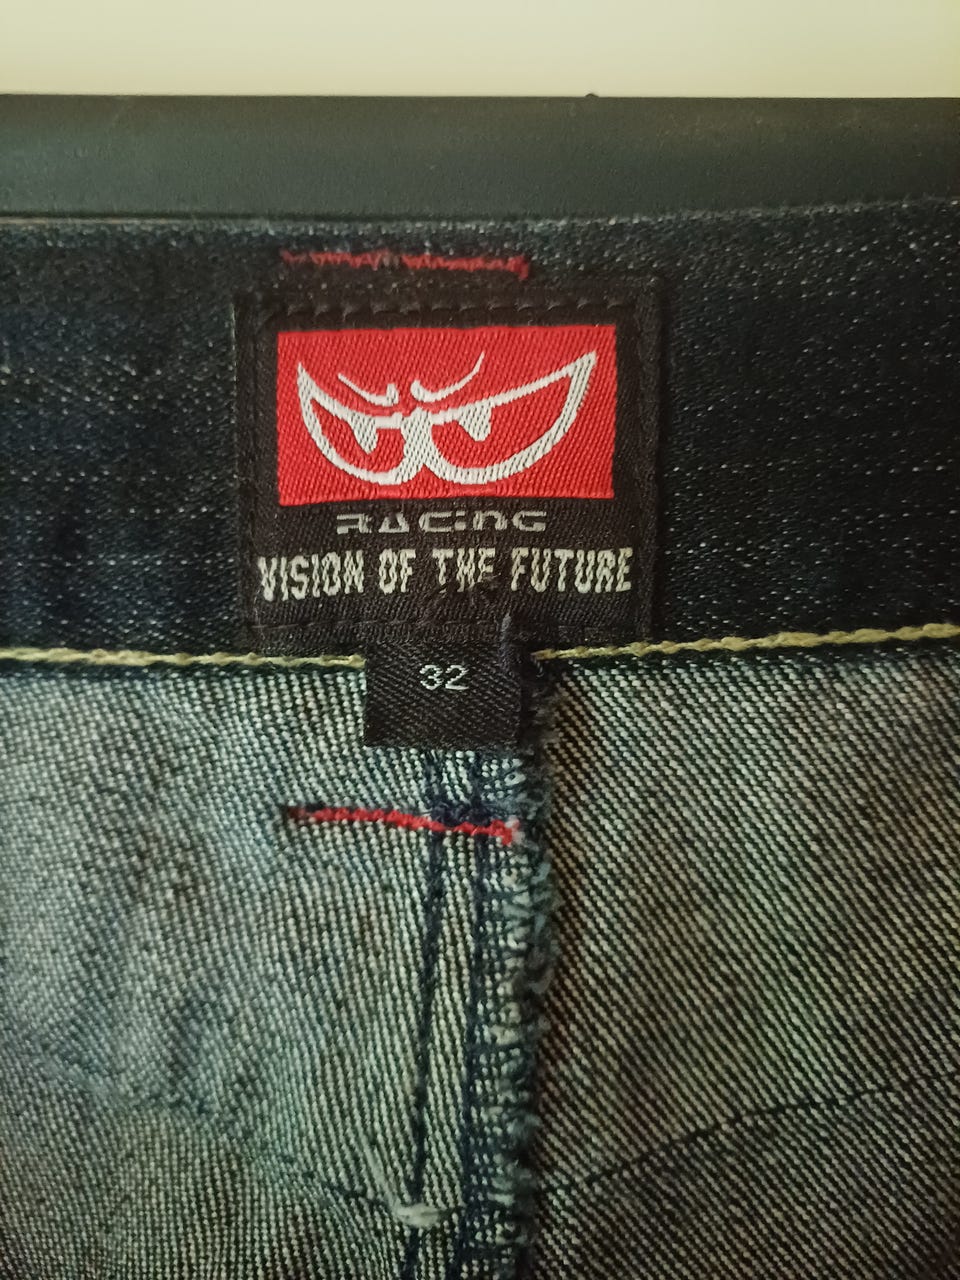 RACING
VISION OF THE FUTURE
32